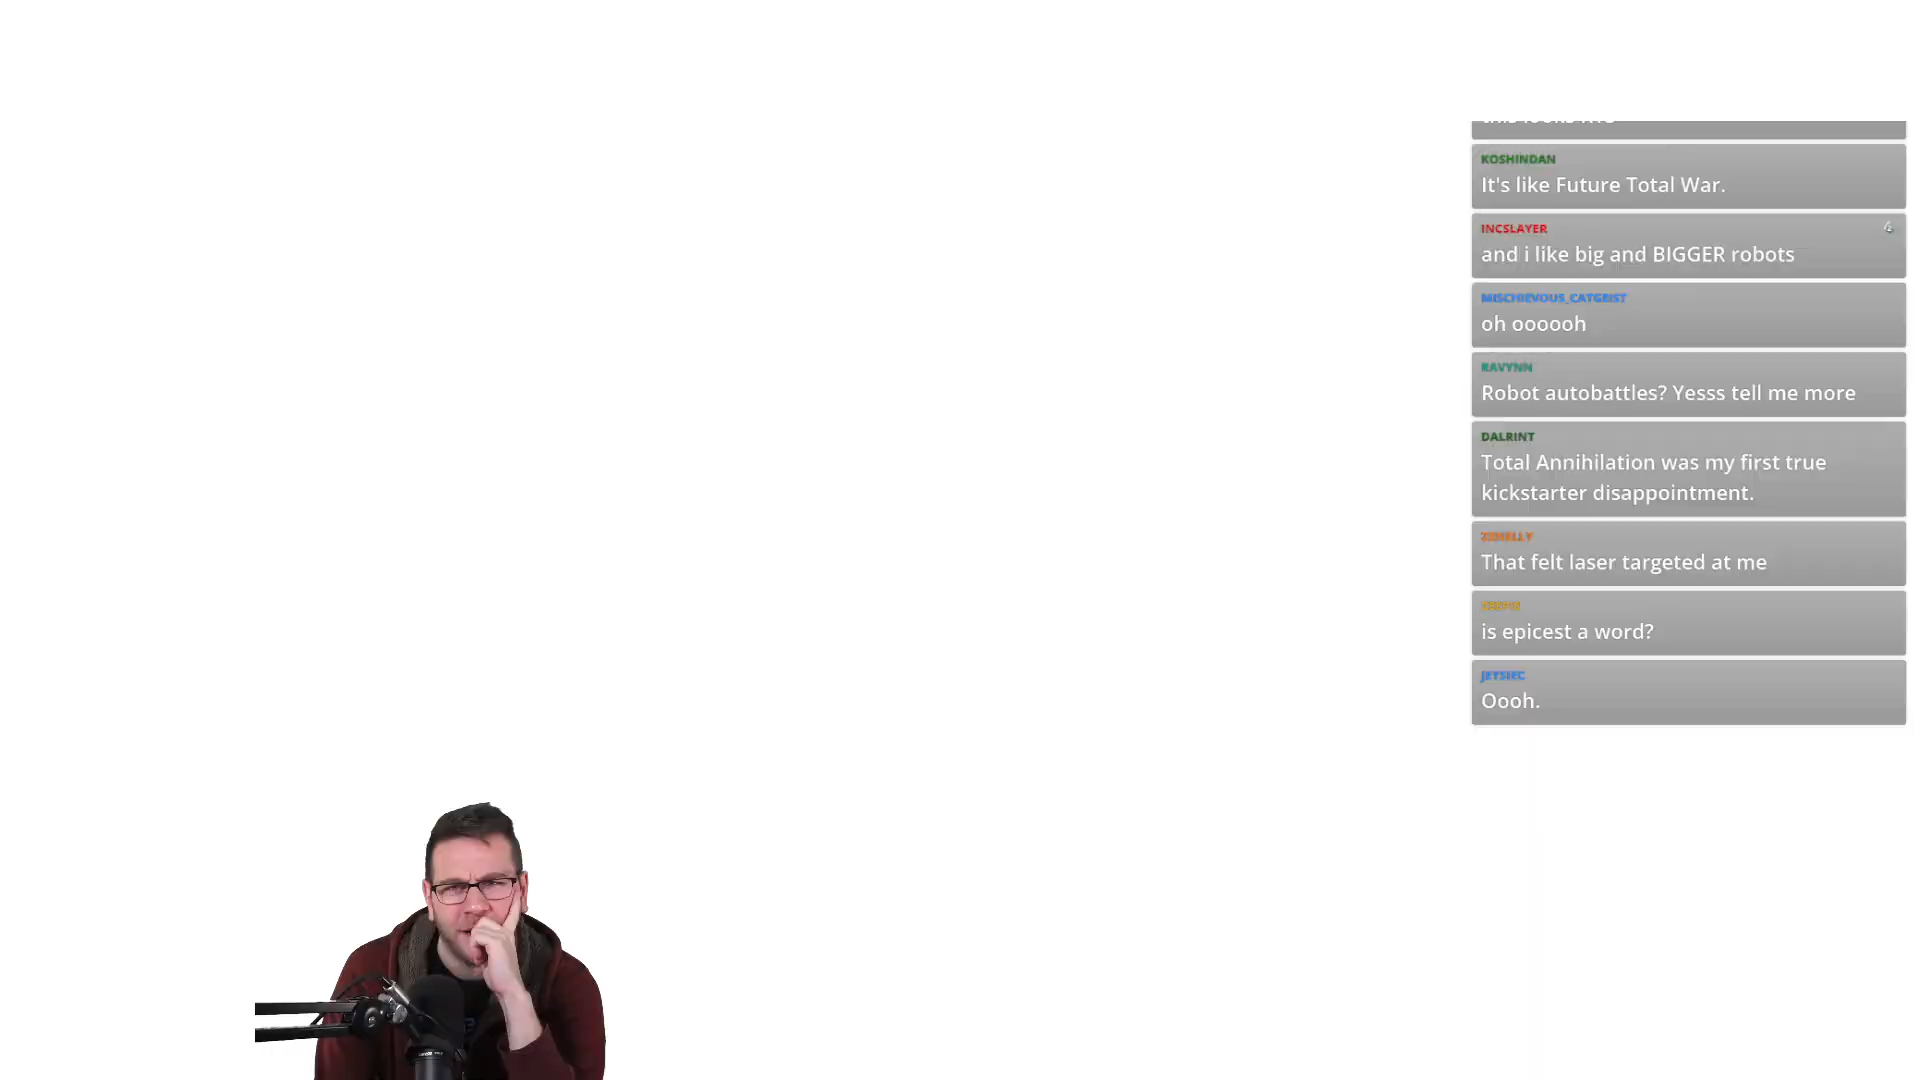 KOSHINDAN
It's like Future Total War.
INCSLAYER
and i like big and BIGGER robots
MISCHIEVOUS_CATGEIST
oh oooooh
RAVYNN
Robot autobattles? Yesss tell me more
DALRINT
Total Annihilation was my first true
kickstarter disappointment.
That felt laser targeted at me
is epicest a word?
JEYSIEC
Oooh.